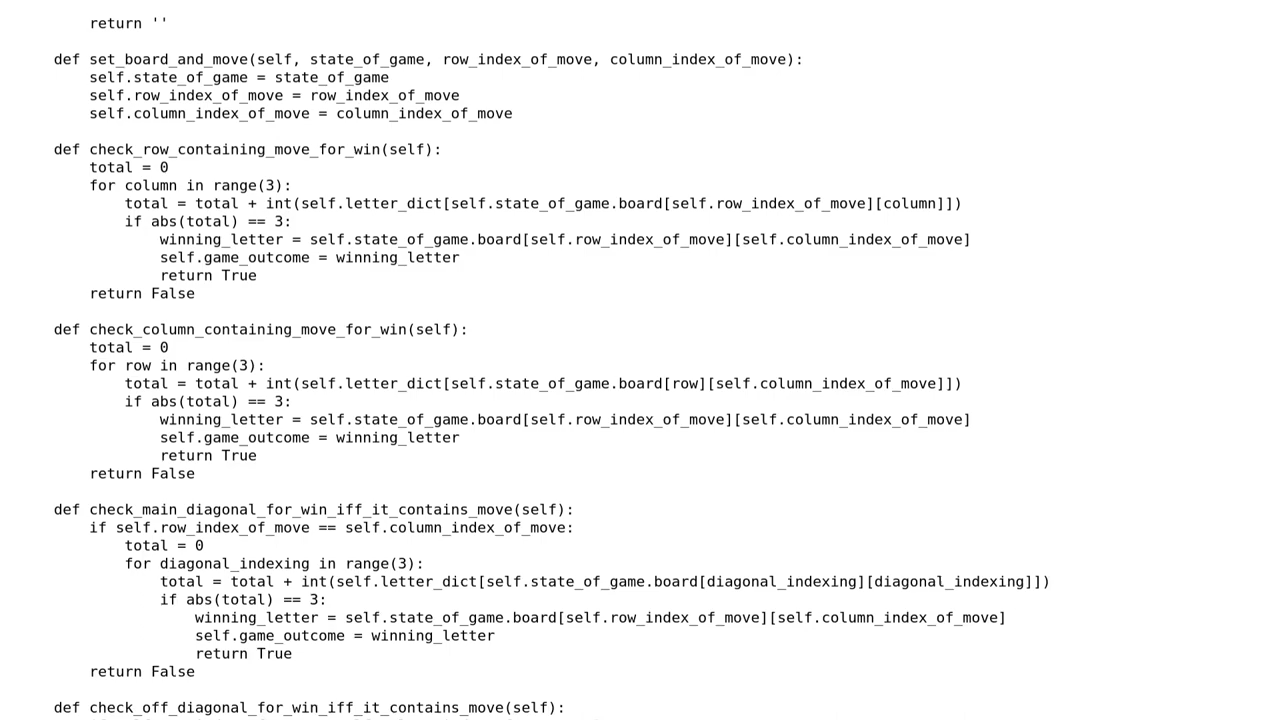 return ''

    def set_board_and_move(self, state_of_game, row_index_of_move, column_index_of_move):
        self.state_of_game = state_of_game
        self.row_index_of_move = row_index_of_move
        self.column_index_of_move = column_index_of_move

    def check_row_containing_move_for_win(self):
        total = 0
        for column in range(3):
            total = total + int(self.letter_dict[self.state_of_game.board[self.row_index_of_move][column]])
            if abs(total) == 3:
                winning_letter = self.state_of_game.board[self.row_index_of_move][self.column_index_of_move]
                self.game_outcome = winning_letter
                return True
        return False

    def check_column_containing_move_for_win(self):
        total = 0
        for row in range(3):
            total = total + int(self.letter_dict[self.state_of_game.board[row][self.column_index_of_move]])
            if abs(total) == 3:
                winning_letter = self.state_of_game.board[self.row_index_of_move][self.column_index_of_move]
                self.game_outcome = winning_letter
                return True
        return False

    def check_main_diagonal_for_win_iff_it_contains_move(self):
        if self.row_index_of_move == self.column_index_of_move:
            total = 0
            for diagonal_indexing in range(3):
                total = total + int(self.letter_dict[self.state_of_game.board[diagonal_indexing][diagonal_indexing]])
                if abs(total) == 3:
                    winning_letter = self.state_of_game.board[self.row_index_of_move][self.column_index_of_move]
                    self.game_outcome = winning_letter
                    return True
        return False

    def check_off_diagonal_for_win_iff_it_contains_move(self):